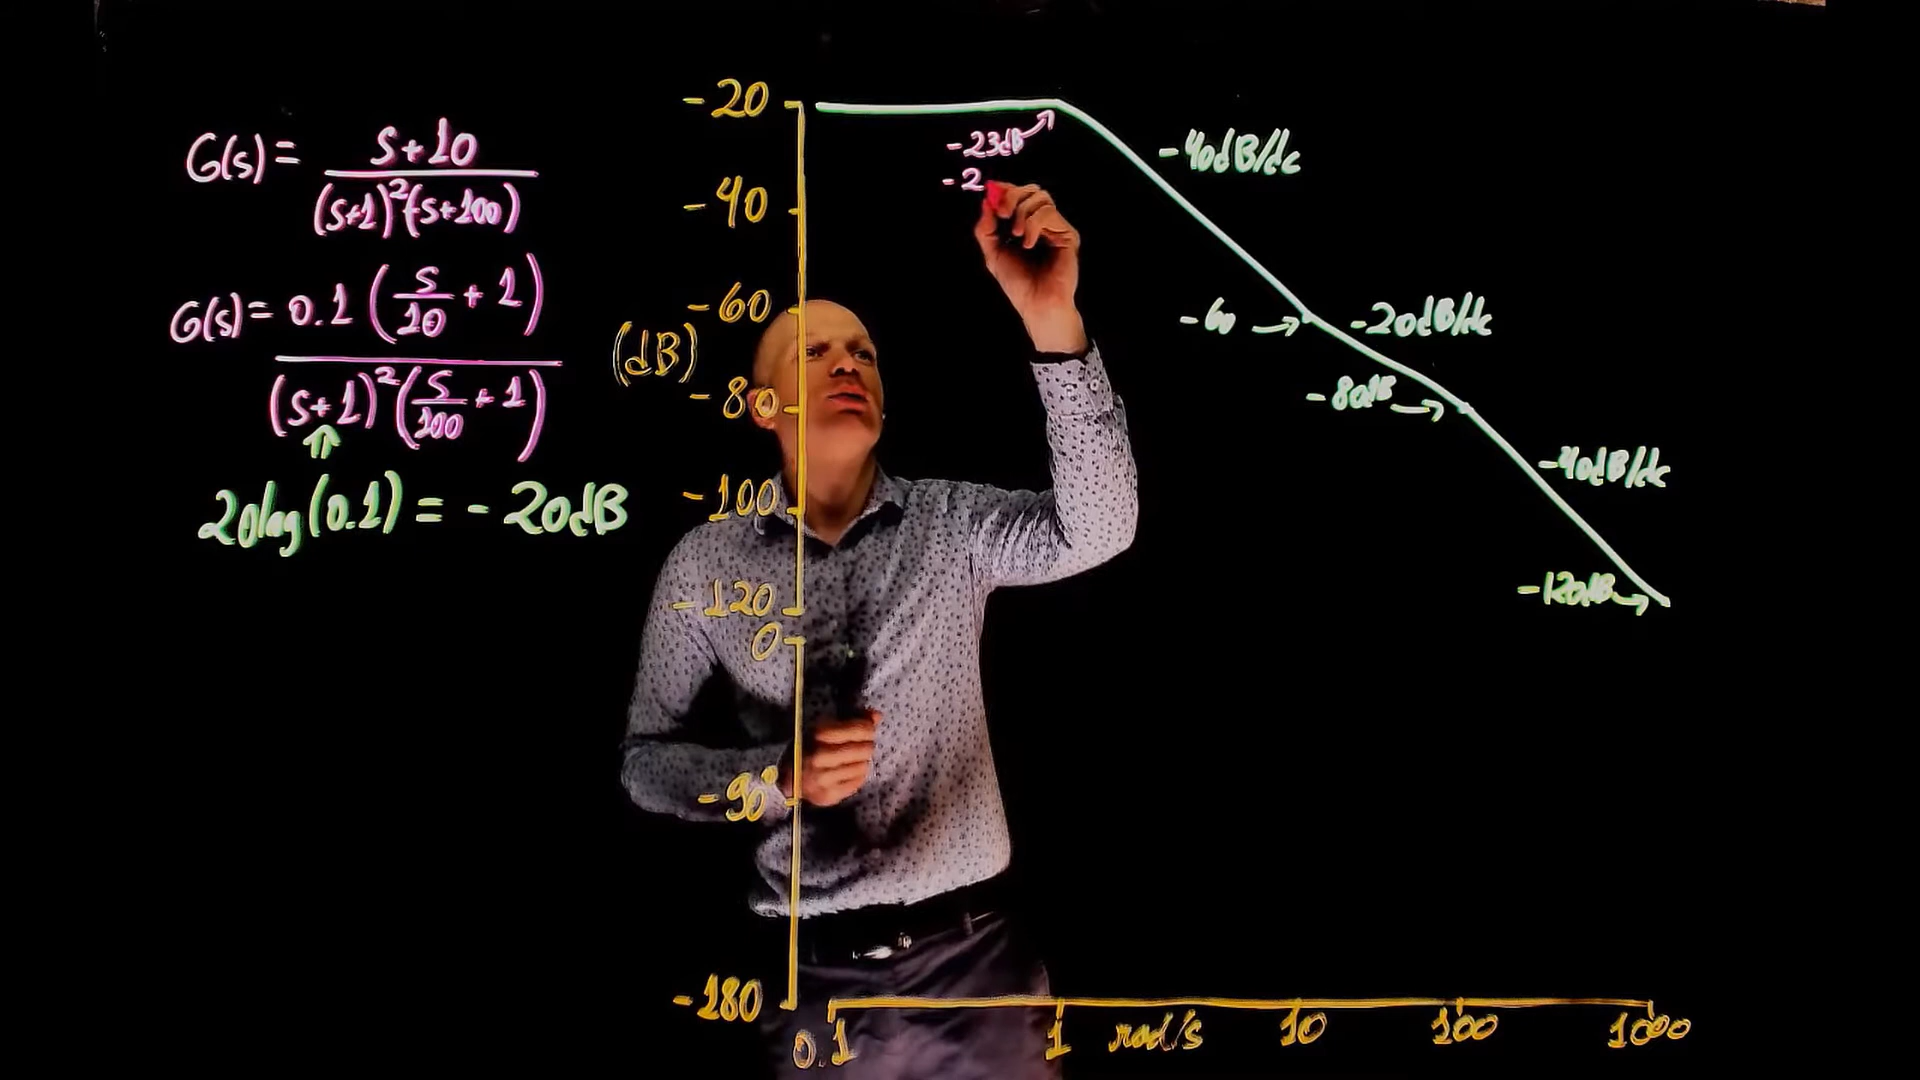 G(s) = s+10
(s+1)²(s+100)
G(s) = 0.1 (s/10 + 1)
(s+1)²(s/100 + 1)
⇑
20log(0.1) = - 20dB
(dB)
-20
-40
-60
-80
-100
-120
0
-90°
-180
-23dB
-2
-40dB/dc
-60
-20dB/dc
-80dB
-40dB/dc
-120dB
0.1 1 rad/s 10 100 1000